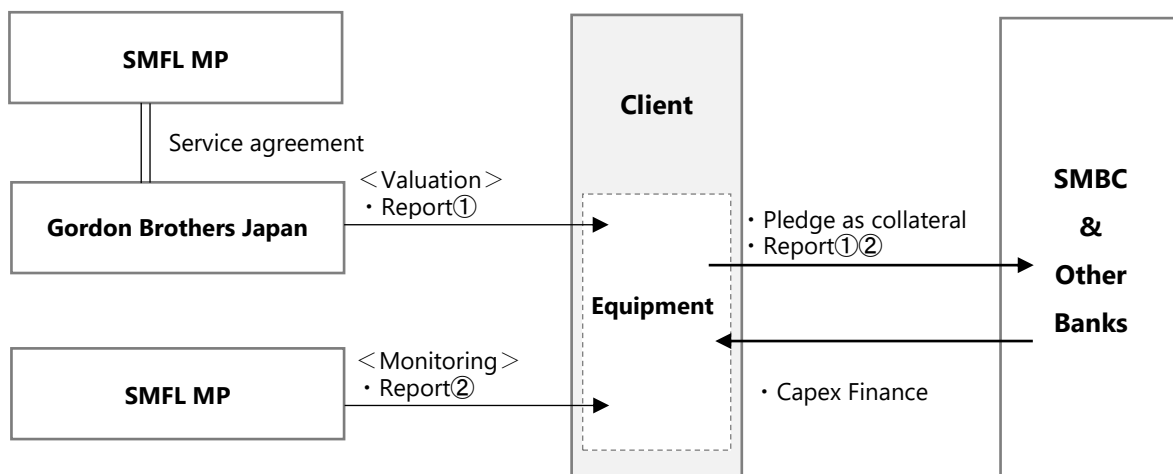 SMFL MP
Service agreement
Gordon Brothers Japan
<Valuation>
・Report①
SMFL MP
<Monitoring>
・Report②
Client
Equipment
・Pledge as collateral
・Report①②
・Capex Finance
SMBC
&
Other
Banks